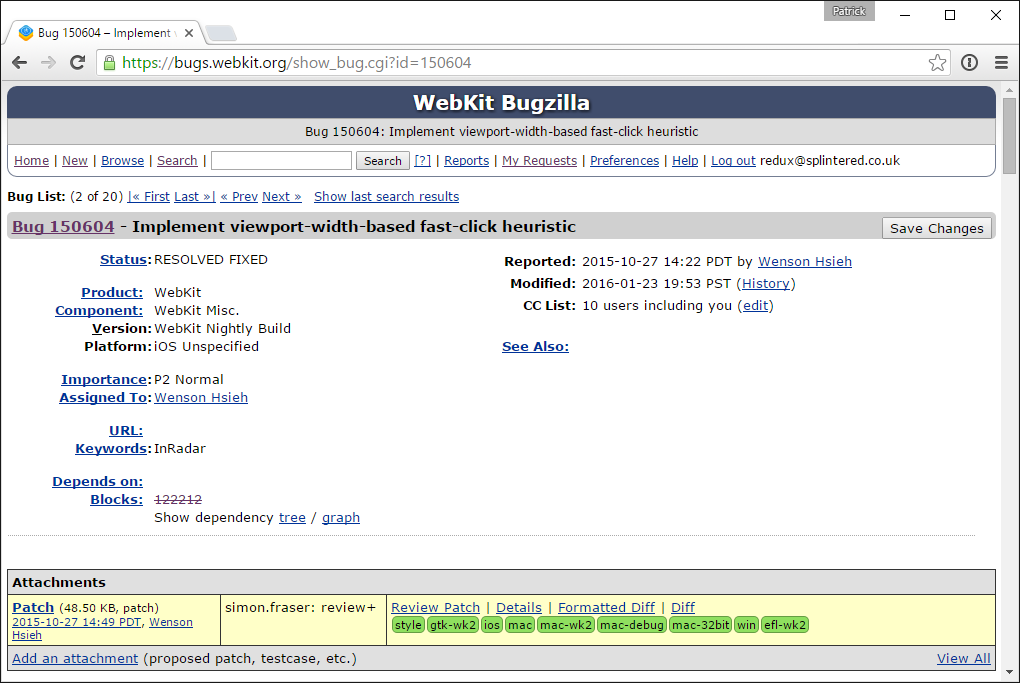 Patrick
Bug 150604 – Implement v
https://bugs.webkit.org/show_bug.cgi?id=150604
WebKit Bugzilla
Bug 150604: Implement viewport-width-based fast-click heuristic
Home | New | Browse | Search | Search [?] | Reports | My Requests | Preferences | Help | Log out redux@splintered.co.uk
Bug List: (2 of 20) |« First Last »| « Prev Next » Show last search results
Bug 150604 - Implement viewport-width-based fast-click heuristic Save Changes
Status: RESOLVED FIXED
Product: WebKit
Component: WebKit Misc.
Version: WebKit Nightly Build
Platform: iOS Unspecified
Importance: P2 Normal
Assigned To: Wenson Hsieh
URL:
Keywords: InRadar
Depends on:
Blocks: 122212
Show dependency tree / graph
Reported: 2015-10-27 14:22 PDT by Wenson Hsieh
Modified: 2016-01-23 19:53 PST (History)
CC List: 10 users including you (edit)
See Also:
Attachments
Patch (48.50 KB, patch)
2015-10-27 14:49 PDT, Wenson
Hsieh
simon.fraser: review+
Review Patch | Details | Formatted Diff | Diff
style gtk-wk2 ios mac mac-wk2 mac-debug mac-32bit win efl-wk2
Add an attachment (proposed patch, testcase, etc.) View All